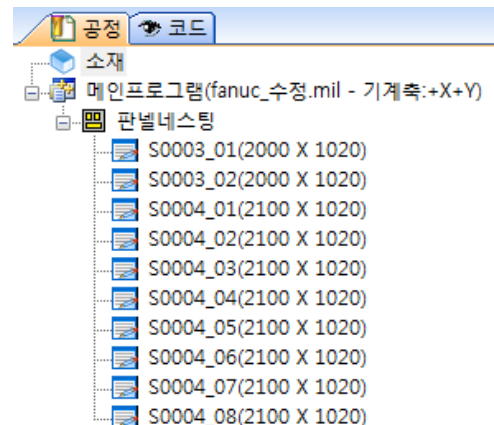 공정 코드
소재
메인프로그램(fanuc_수정.mil - 기계축:+X+Y)
판넬네스팅
S0003_01(2000 X 1020)
S0003_02(2000 X 1020)
S0004_01(2100 X 1020)
S0004_02(2100 X 1020)
S0004_03(2100 X 1020)
S0004_04(2100 X 1020)
S0004_05(2100 X 1020)
S0004_06(2100 X 1020)
S0004_07(2100 X 1020)
S0004_08(2100 X 1020)